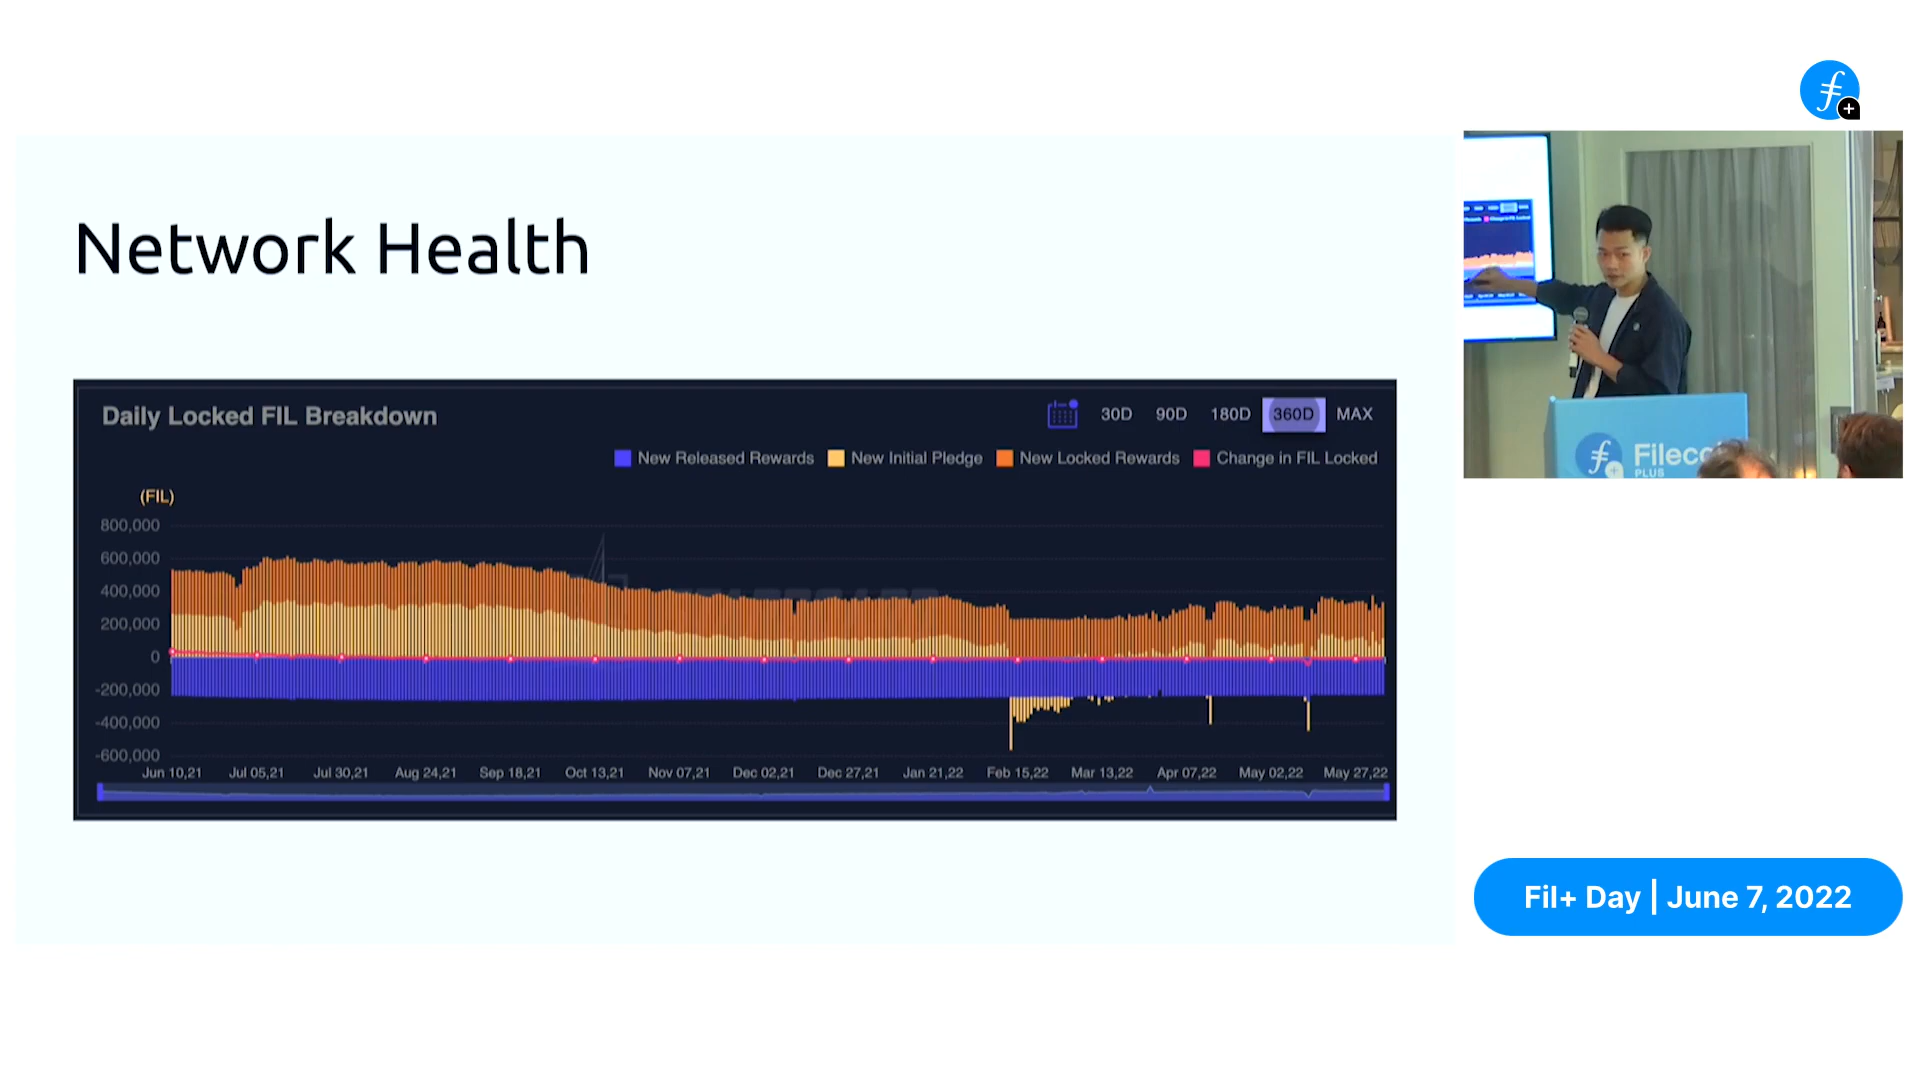 Network Health
Daily Locked FIL Breakdown
30D 90D 180D 360D MAX
New Released Rewards New Initial Pledge New Locked Rewards Change in FIL Locked
(FIL)
800,000
600,000
400,000
200,000
0
-200,000
-400,000
-600,000
Jun 10,21 Jul 05,21 Jul 30,21 Aug 24,21 Sep 18,21 Oct 13,21 Nov 07,21 Dec 02,21 Dec 27,21 Jan 21,22 Feb 15,22 Mar 13,22 Apr 07,22 May 02,22 May 27,22
Filec
PLUS
Fil+ Day | June 7, 2022